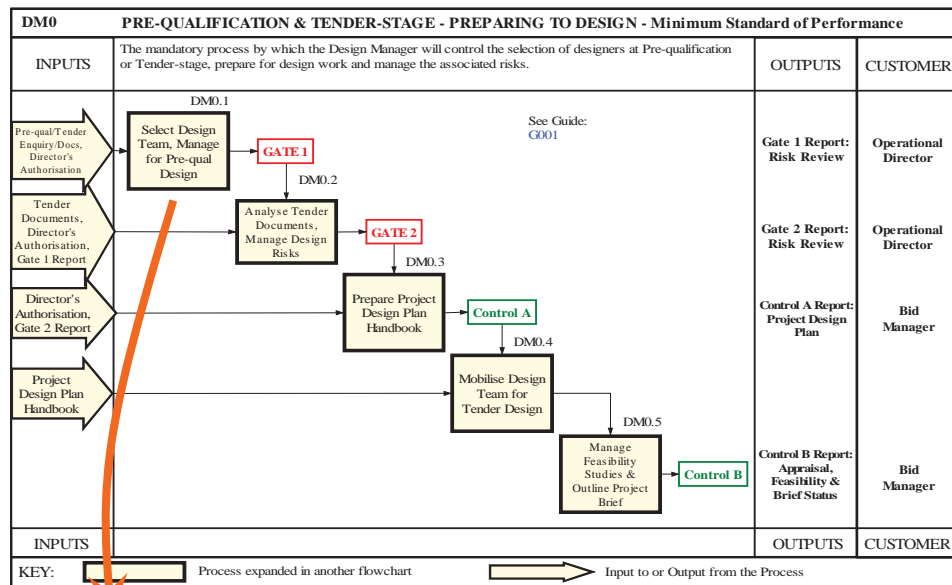 DM0 PRE-QUALIFICATION & TENDER-STAGE - PREPARING TO DESIGN - Minimum Standard of Performance
INPUTS
The mandatory process by which the Design Manager will control the selection of designers at Pre-qualification
or Tender-stage, prepare for design work and manage the associated risks.
OUTPUTS
CUSTOMER
DM0.1
Pre-qual/Tender
Enquiry/Docs,
Director's
Authorisation
Select Design
Team, Manage
for Pre-qual
Design
GATE 1
See Guide:
G001
Gate 1 Report:
Risk Review
Operational
Director
DM0.2
Tender
Documents,
Director's
Authorisation,
Gate 1 Report
Analyse Tender
Documents,
Manage Design
Risks
GATE 2
Gate 2 Report:
Risk Review
Operational
Director
DM0.3
Director's
Authorisation,
Gate 2 Report
Prepare Project
Design Plan
Handbook
Control A
Control A Report:
Project Design
Plan
Bid
Manager
DM0.4
Project
Design Plan
Handbook
Mobilise Design
Team for
Tender Design
DM0.5
Manage
Feasibility
Studies &
Outline Project
Brief
Control B
Control B Report:
Appraisal,
Feasibility &
Brief Status
Bid
Manager
INPUTS
OUTPUTS
CUSTOMER
KEY:
Process expanded in another flowchart
Input to or Output from the Process